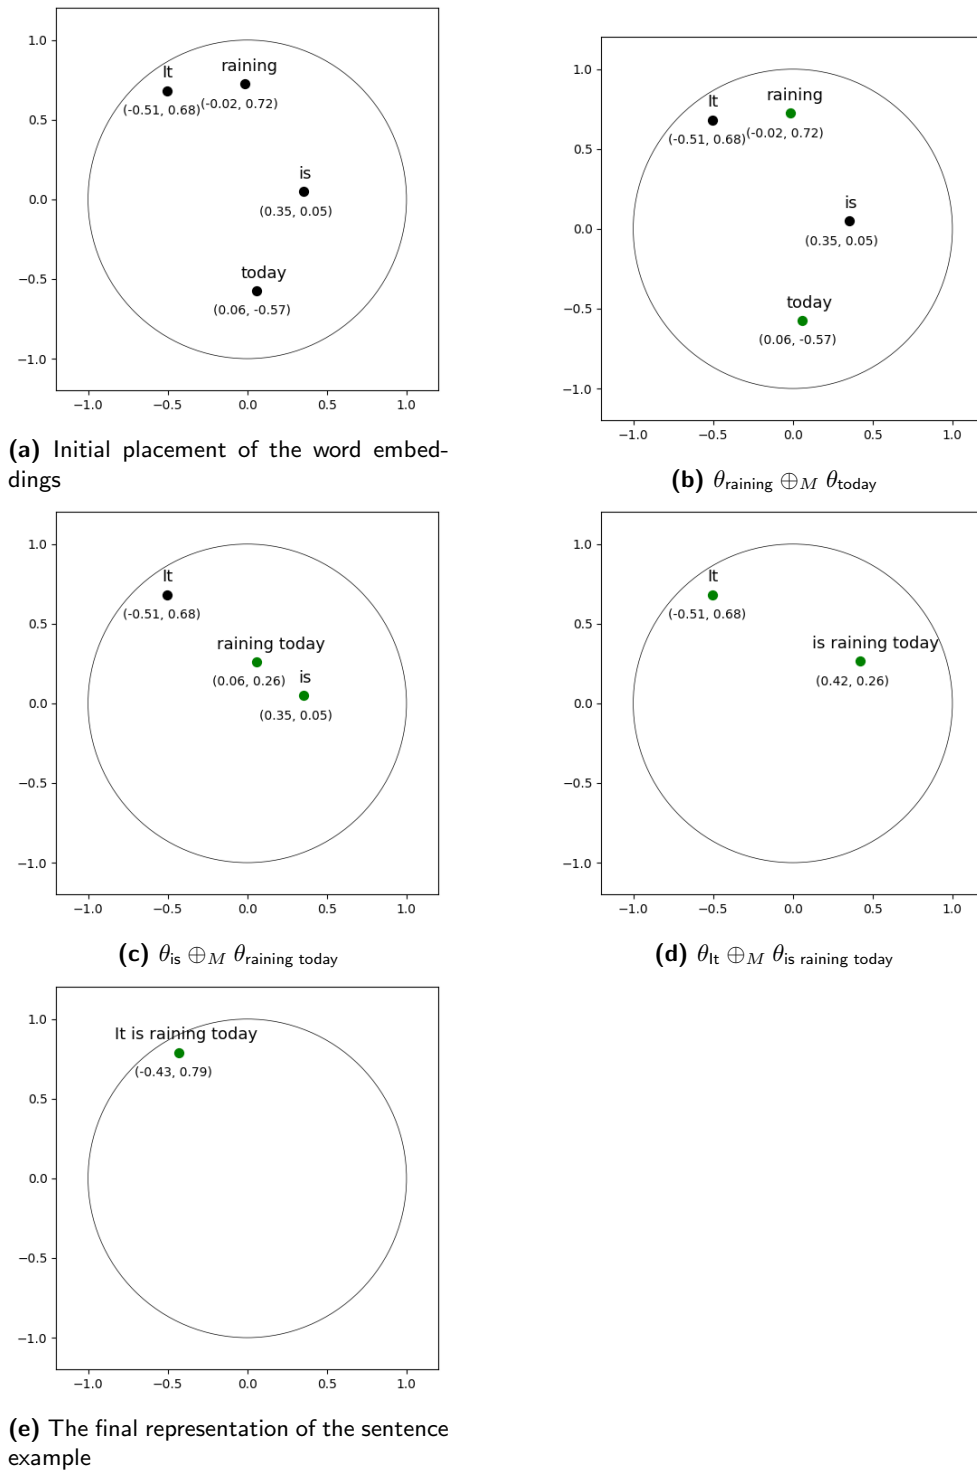 1.0
0.5
0.0
−0.5
−1.0
It
raining
(-0.51, 0.68)
(-0.02, 0.72)
is
(0.35, 0.05)
today
(0.06, -0.57)
−1.0 −0.5 0.0 0.5 1.0
(a) Initial placement of the word embed-
dings
1.0
0.5
0.0
−0.5
−1.0
It
raining
(-0.51, 0.68)
(-0.02, 0.72)
is
(0.35, 0.05)
today
(0.06, -0.57)
−1.0 −0.5 0.0 0.5 1.0
(b) θraining ⊕M θtoday
1.0
0.5
0.0
−0.5
−1.0
It
(-0.51, 0.68)
raining today
(0.06, 0.26)
is
(0.35, 0.05)
−1.0 −0.5 0.0 0.5 1.0
(c) θis ⊕M θraining today
1.0
0.5
0.0
−0.5
−1.0
It
(-0.51, 0.68)
is raining today
(0.42, 0.26)
−1.0 −0.5 0.0 0.5 1.0
(d) θIt ⊕M θis raining today
1.0
0.5
0.0
−0.5
−1.0
It is raining today
(-0.43, 0.79)
−1.0 −0.5 0.0 0.5 1.0
(e) The final representation of the sentence
example